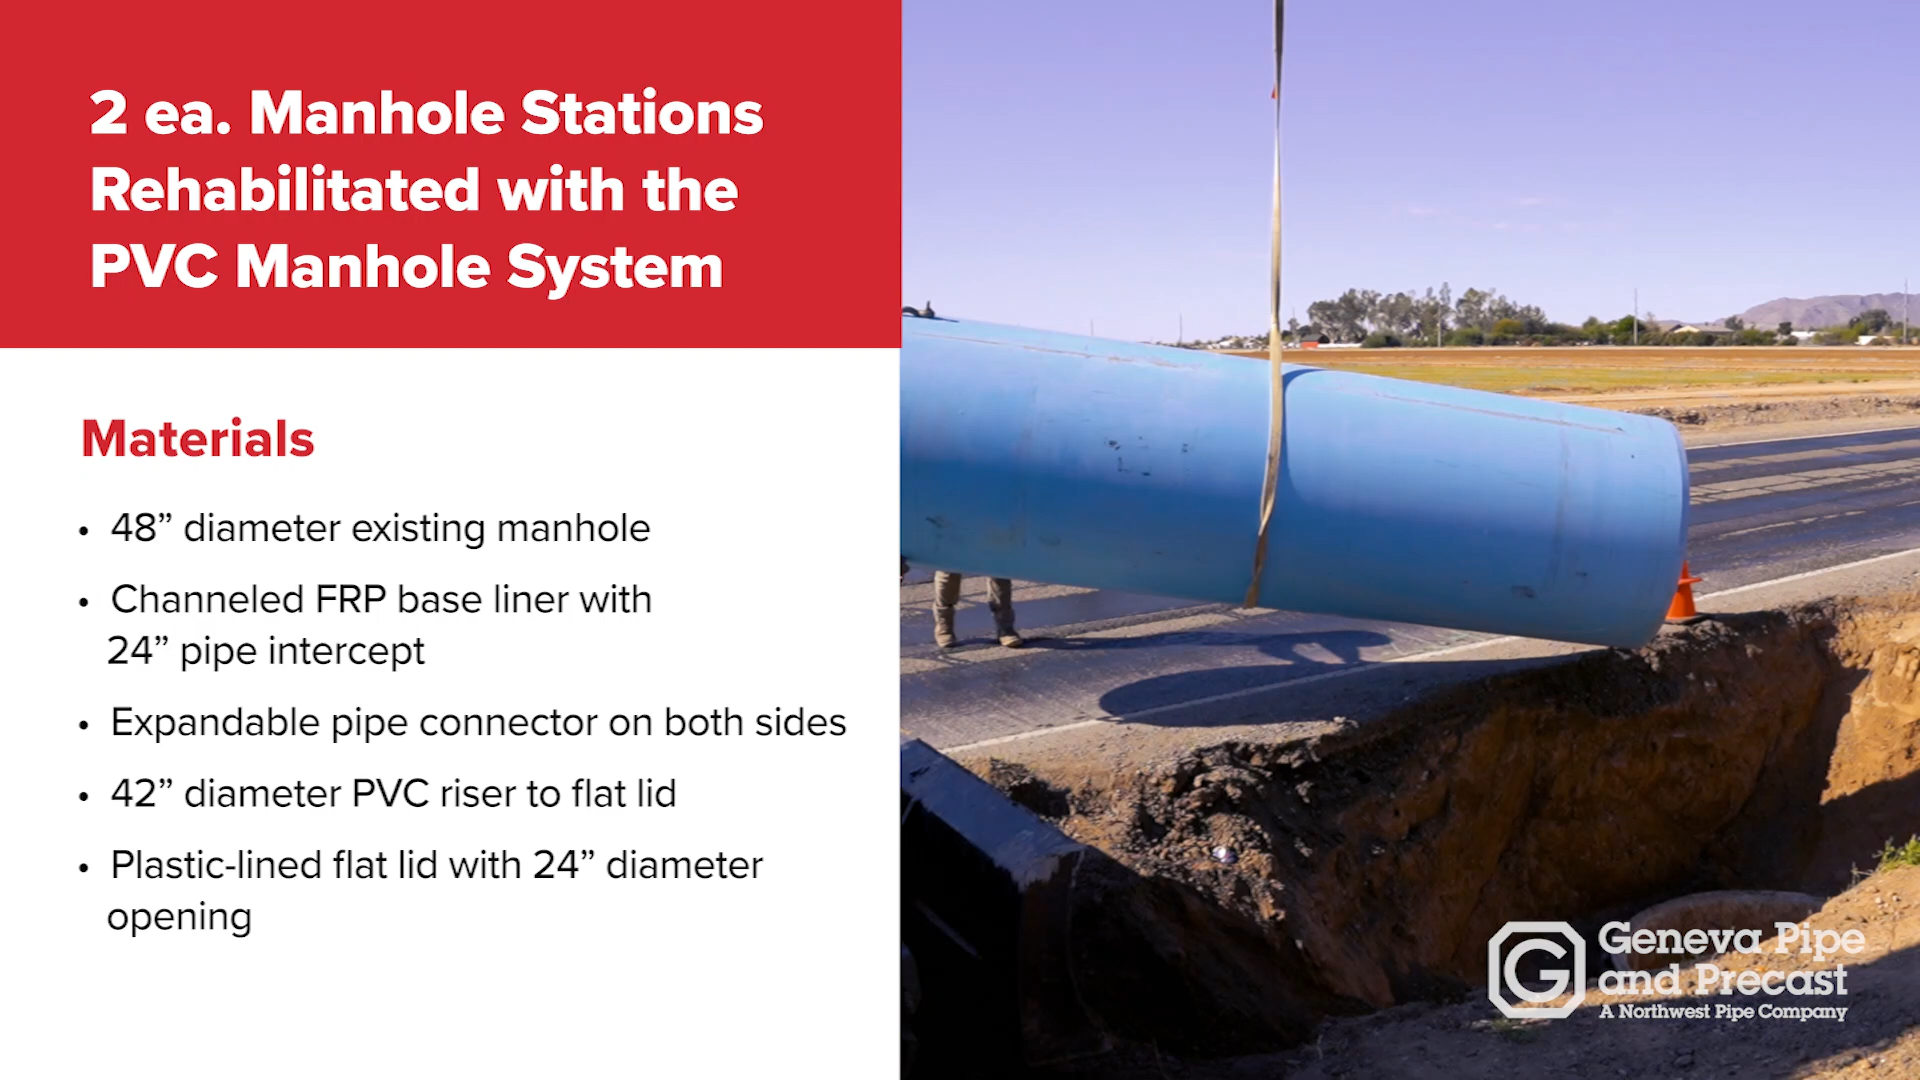 2 ea. Manhole Stations
Rehabilitated with the
PVC Manhole System
Materials
• 48” diameter existing manhole
• Channeled FRP base liner with
24” pipe intercept
• Expandable pipe connector on both sides
• 42” diameter PVC riser to flat lid
• Plastic-lined flat lid with 24” diameter
opening
G
Geneva Pipe
and Precast
A Northwest Pipe Company